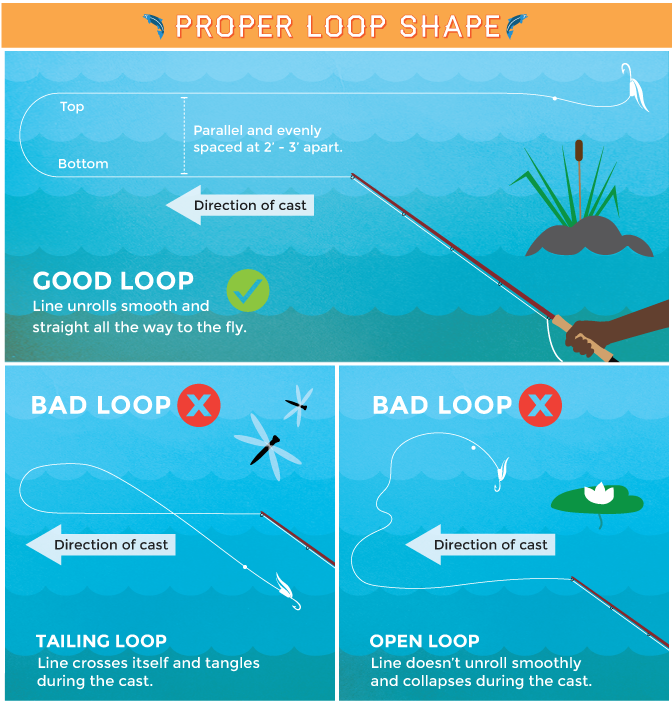 PROPER LOOP SHAPE
Top
Parallel and evenly
spaced at 2' - 3' apart.
Bottom
Direction of cast
GOOD LOOP
Line unrolls smooth and
straight all the way to the fly.
BAD LOOP X
Direction of cast
TAILING LOOP
Line crosses itself and tangles
during the cast.
BAD LOOP X
Direction of cast
OPEN LOOP
Line doesn't unroll smoothly
and collapses during the cast.